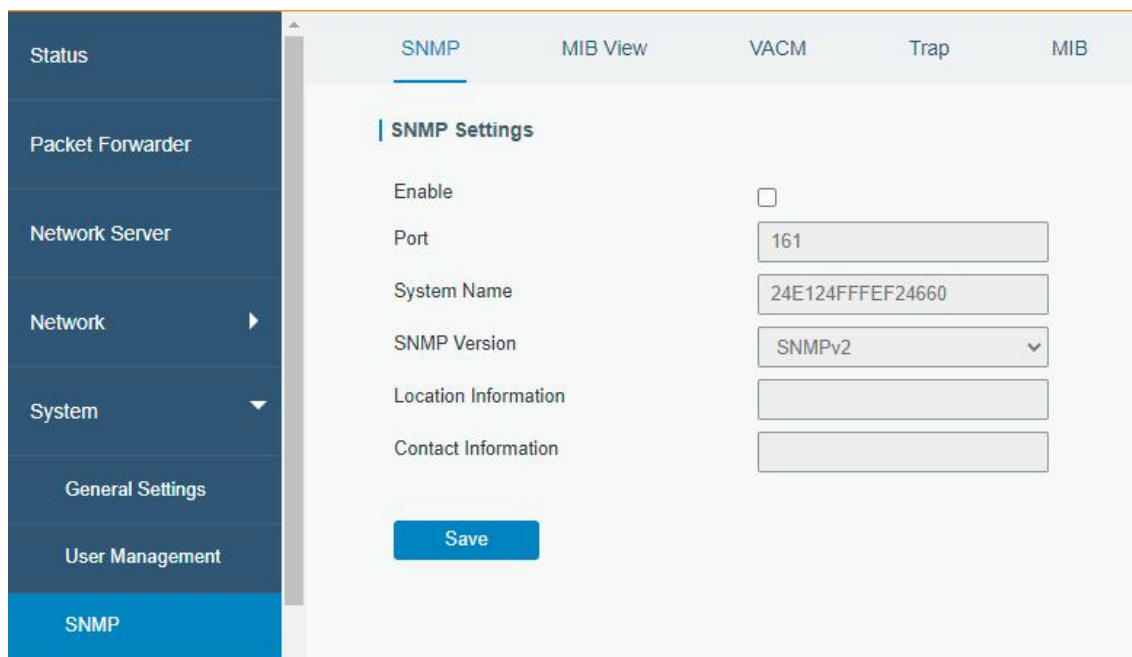 Status
Packet Forwarder
Network Server
Network
System
General Settings
User Management
SNMP
SNMP MIB View VACM Trap MIB
SNMP Settings
Enable
Port 161
System Name 24E124FFFEF24660
SNMP Version SNMPv2
Location Information
Contact Information
Save